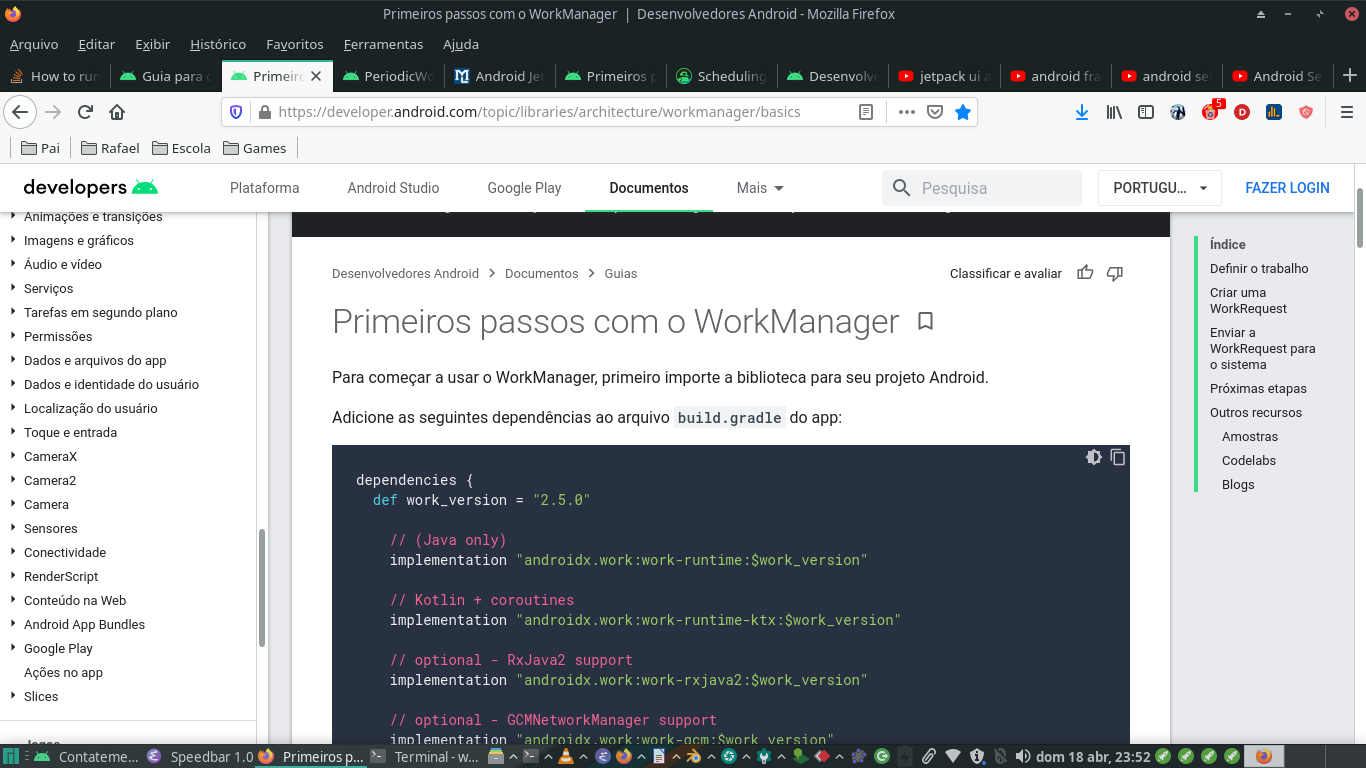 Primeiros passos com o WorkManager | Desenvolvedores Android - Mozilla Firefox
Arquivo Editar Exibir Histórico Favoritos Ferramentas Ajuda
How to run Guia para Primeiro PeriodicWo Android Jet Primeiros p Scheduling Desenvolve jetpack ui a android fra android se Android Se
https://developer.android.com/topic/libraries/architecture/workmanager/basics
5
Pai Rafael Escola Games
developers Plataforma Android Studio Google Play Documentos Mais Pesquisa PORTUGU... FAZER LOGIN
Animações e transições
Imagens e gráficos
Áudio e vídeo
Serviços
Tarefas em segundo plano
Permissões
Dados e arquivos do app
Dados e identidade do usuário
Localização do usuário
Toque e entrada
CameraX
Camera2
Camera
Sensores
Conectividade
RenderScript
Conteúdo na Web
Android App Bundles
Google Play
Ações no app
Slices
Desenvolvedores Android > Documentos > Guias
Classificar e avaliar
Primeiros passos com o WorkManager
Para começar a usar o WorkManager, primeiro importe a biblioteca para seu projeto Android.
Adicione as seguintes dependências ao arquivo build.gradle do app:
dependencies {
def work_version = "2.5.0"
// (Java only)
implementation "androidx.work:work-runtime:$work_version"
// Kotlin + coroutines
implementation "androidx.work:work-runtime-ktx:$work_version"
// optional - RxJava2 support
implementation "androidx.work:work-rxjava2:$work_version"
// optional - GCMNetworkManager support
implementation "androidx.work:work-gcm:$work_version"
Índice
Definir o trabalho
Criar uma
WorkRequest
Enviar a
WorkRequest para
o sistema
Próximas etapas
Outros recursos
Amostras
Codelabs
Blogs
Contateme... Speedbar 1.0 Primeiros p... Terminal - w... dom 18 abr, 23:52